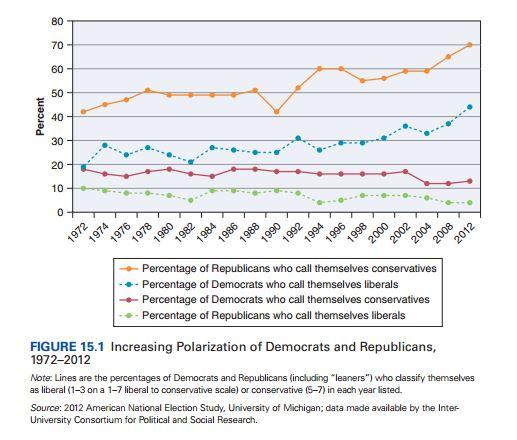 80
70
60
50
40
30
20
10
0
Percent
1972 1974 1976 1978 1980 1982 1984 1986 1988 1990 1992 1994 1996 1998 2000 2002 2004 2008 2012
Percentage of Republicans who call themselves conservatives
Percentage of Democrats who call themselves liberals
Percentage of Democrats who call themselves conservatives
Percentage of Republicans who call themselves liberals
FIGURE 15.1 Increasing Polarization of Democrats and Republicans,
1972–2012
Note: Lines are the percentages of Democrats and Republicans (including “leaners”) who classify themselves
as liberal (1–3 on a 1–7 liberal to conservative scale) or conservative (5–7) in each year listed.
Source: 2012 American National Election Study, University of Michigan; data made available by the Inter-
University Consortium for Political and Social Research.